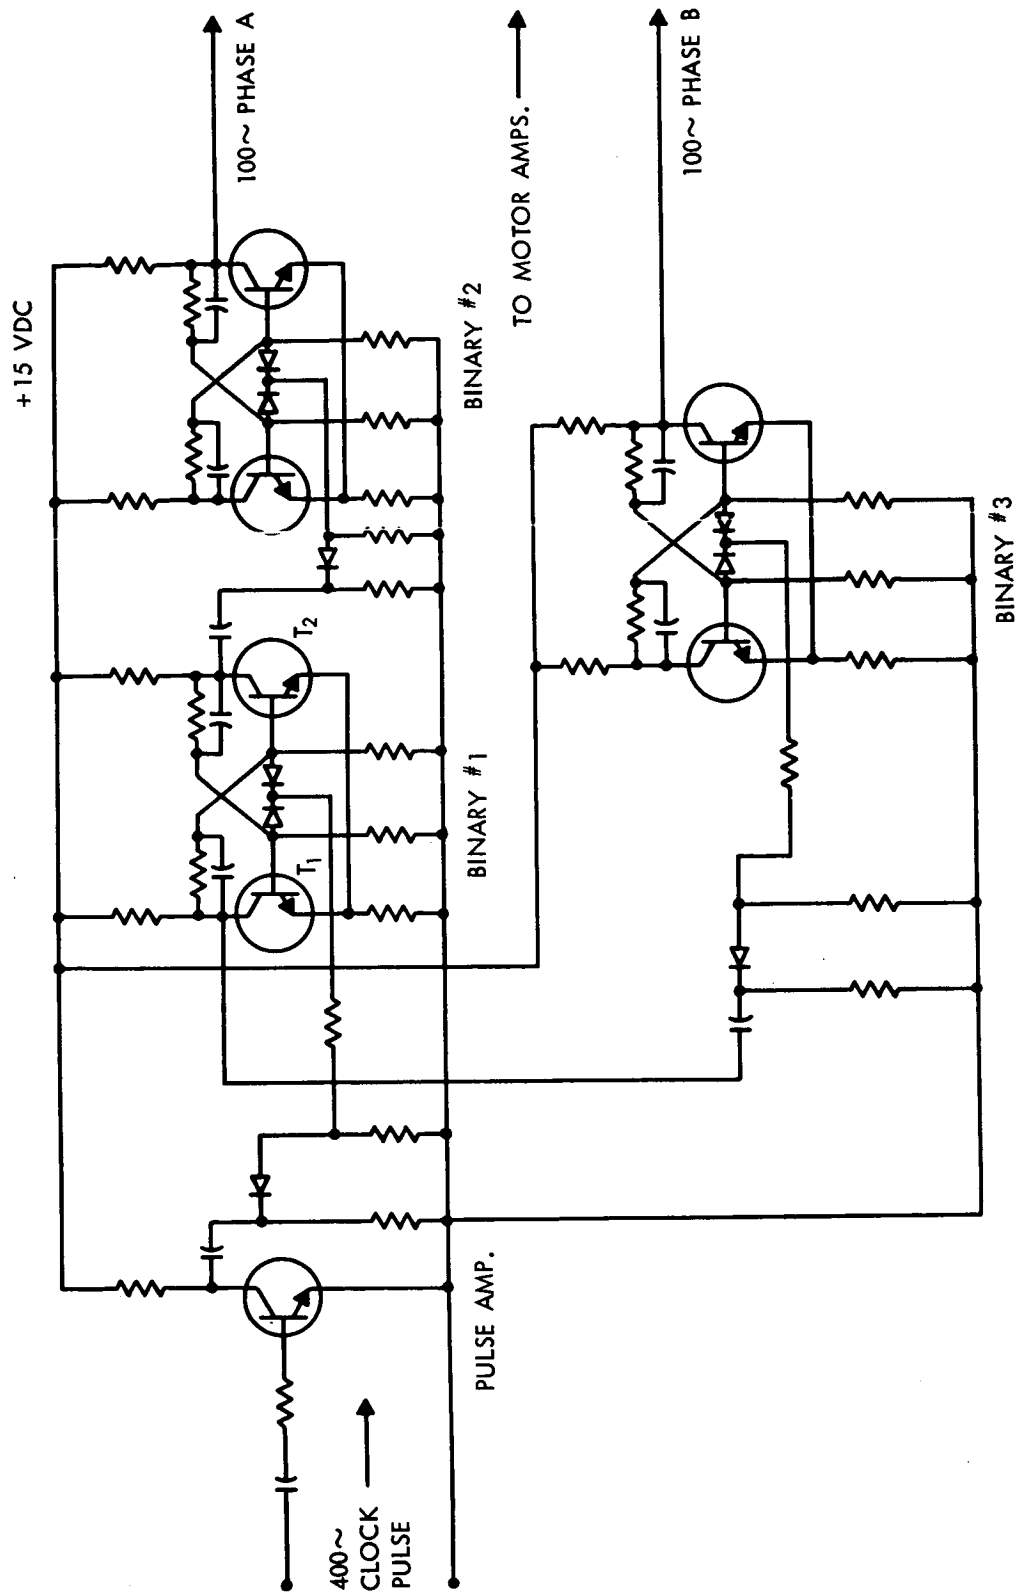 +15 VDC
100~ PHASE A
TO MOTOR AMPS.
100~ PHASE B
T1
T2
BINARY #1
BINARY #2
BINARY #3
400~
CLOCK
PULSE
PULSE AMP.